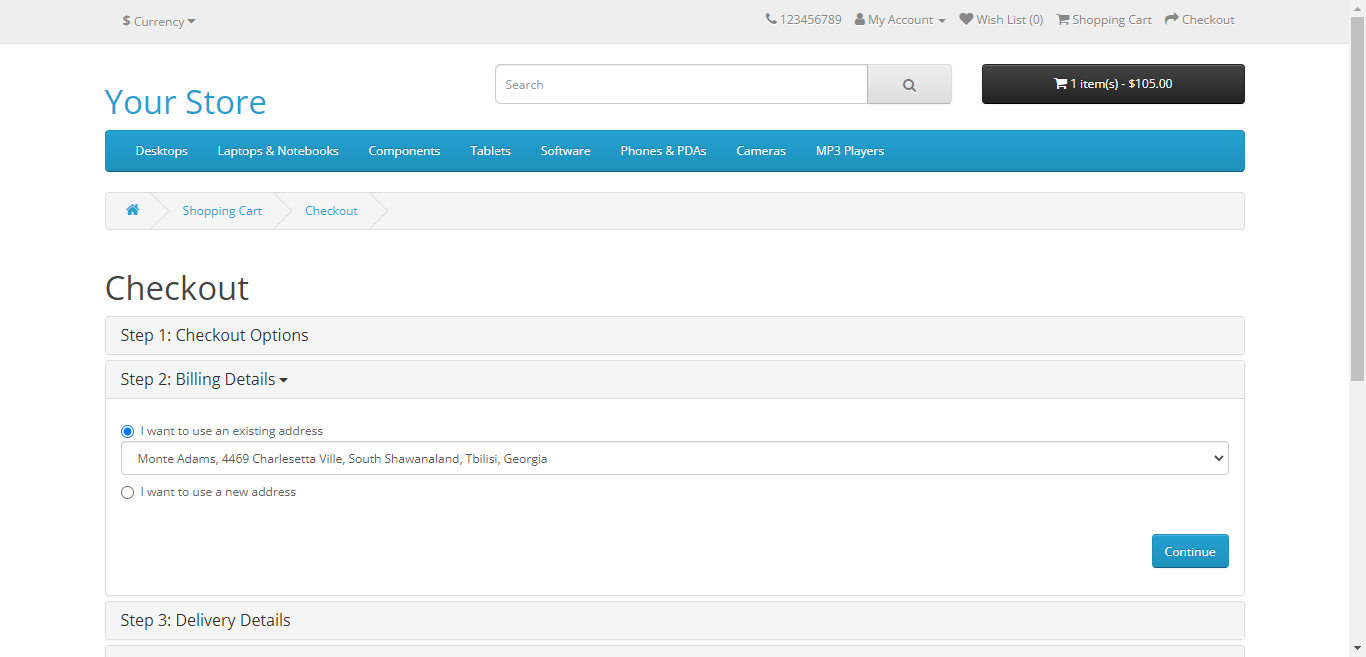 $ Currency
123456789 My Account Wish List (0) Shopping Cart Checkout
Your Store
Search
1 item(s) - $105.00
Desktops Laptops & Notebooks Components Tablets Software Phones & PDAs Cameras MP3 Players
Shopping Cart Checkout
Checkout
Step 1: Checkout Options
Step 2: Billing Details
I want to use an existing address
Monte Adams, 4469 Charlesetta Ville, South Shawanaland, Tbilisi, Georgia
I want to use a new address
Continue
Step 3: Delivery Details